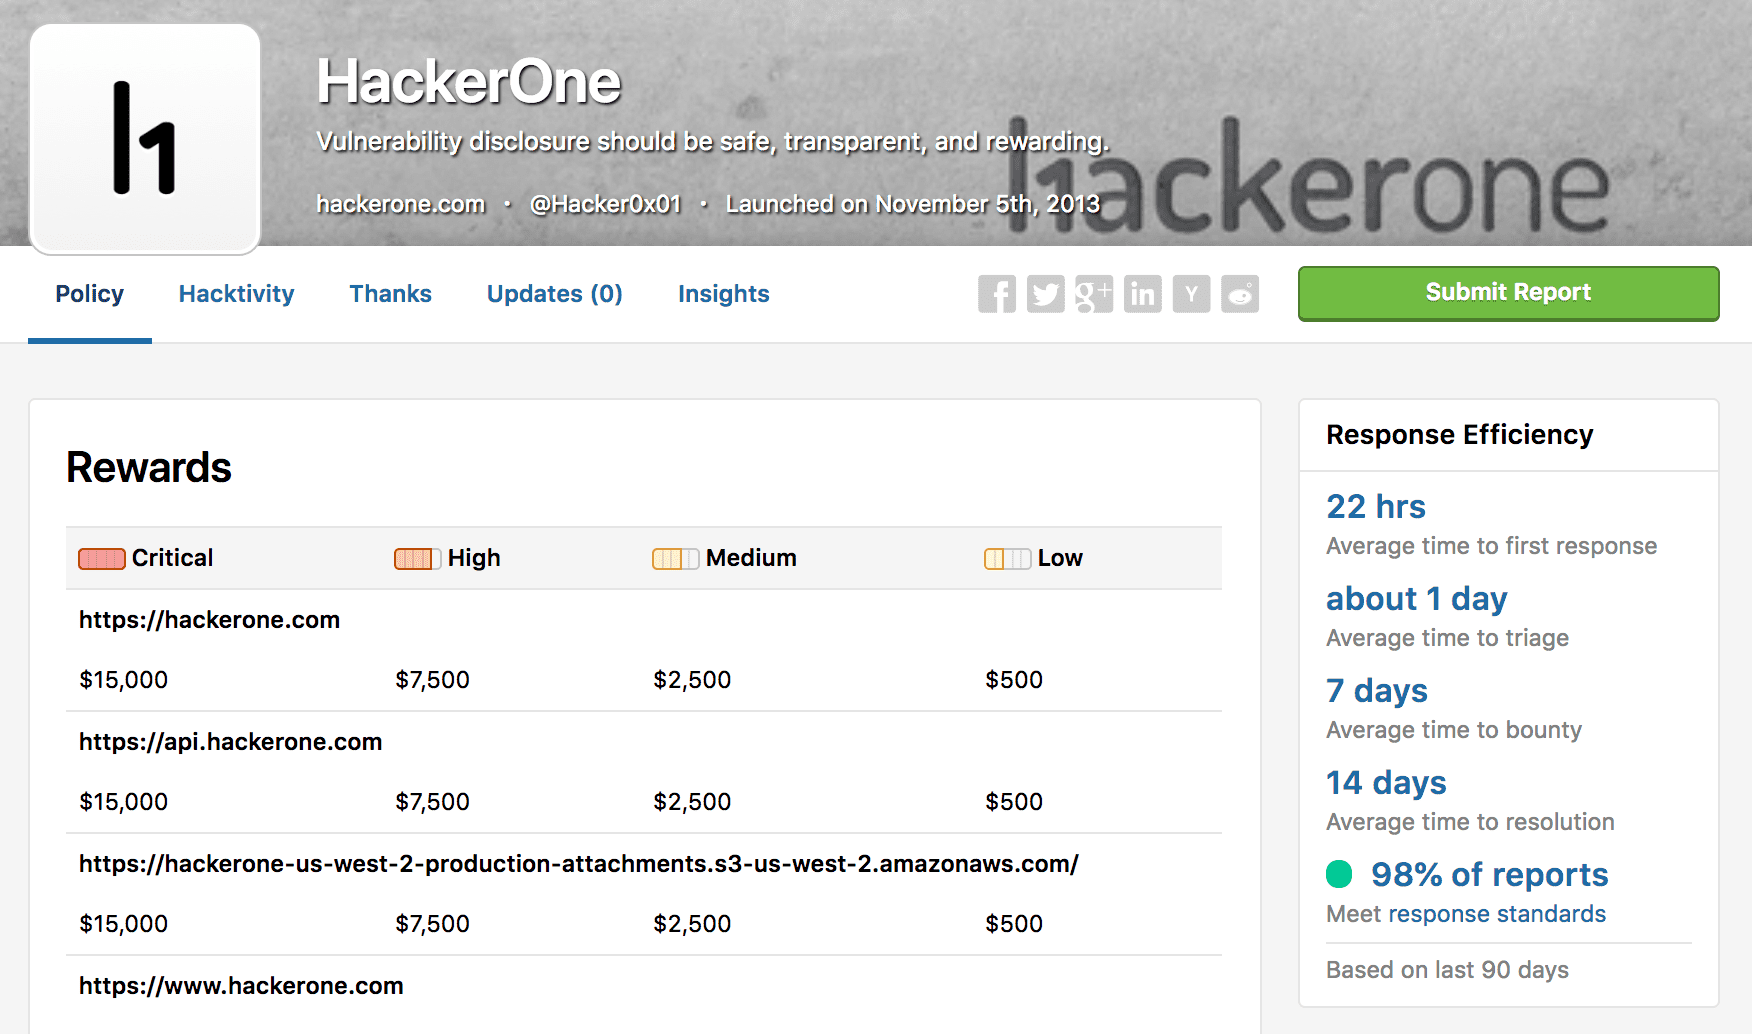 HackerOne
Vulnerability disclosure should be safe, transparent, and rewarding.
hackerone.com • @Hacker0x01 • Launched on November 5th, 2013
hackerone
Policy Hacktivity Thanks Updates (0) Insights
Submit Report
Rewards
Critical High Medium Low
https://hackerone.com
$15,000 $7,500 $2,500 $500
https://api.hackerone.com
$15,000 $7,500 $2,500 $500
https://hackerone-us-west-2-production-attachments.s3-us-west-2.amazonaws.com/
$15,000 $7,500 $2,500 $500
https://www.hackerone.com
Response Efficiency
22 hrs
Average time to first response
about 1 day
Average time to triage
7 days
Average time to bounty
14 days
Average time to resolution
98% of reports
Meet response standards
Based on last 90 days